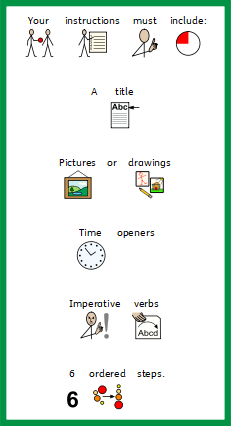 Your instructions must include:
A title
Abc
Pictures or drawings
Time openers
Imperative verbs
!
Abcd
6 ordered steps.
6